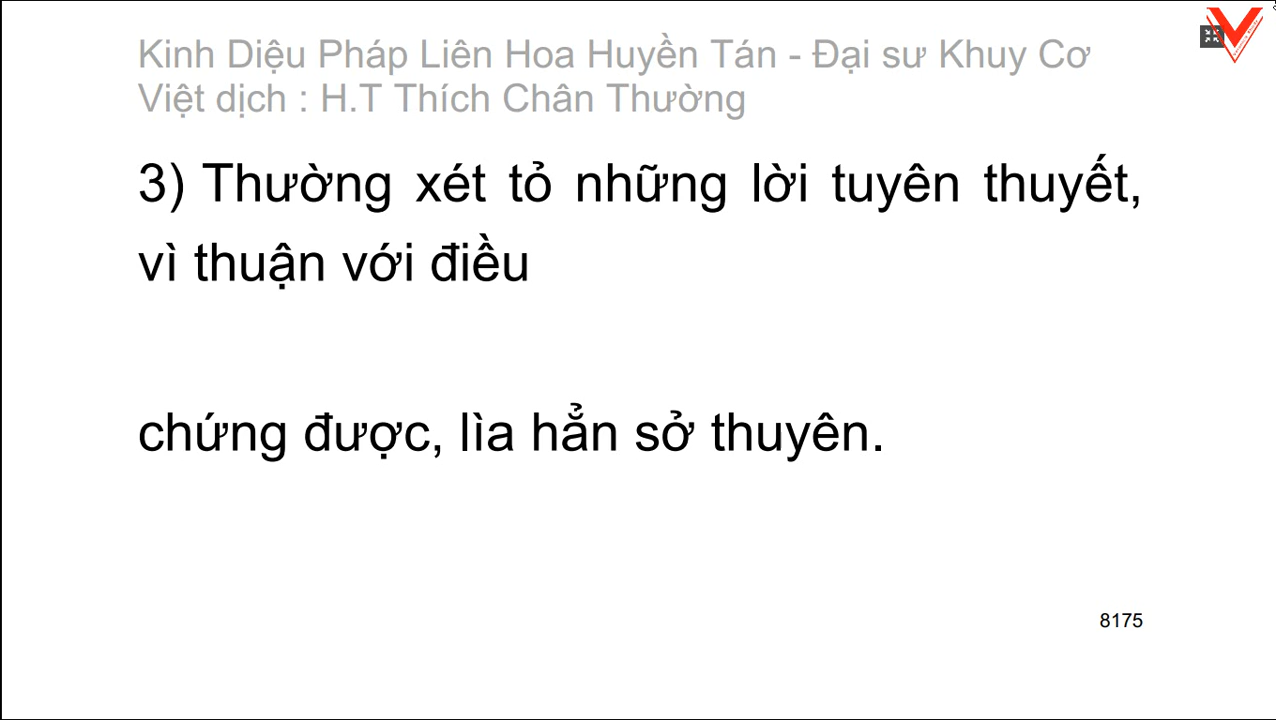 Kinh Diệu Pháp Liên Hoa Huyền Tán - Đại sư Khuy Cơ
Việt dịch : H.T Thích Chân Thường
3) Thường xét tỏ những lời tuyên thuyết,
vì thuận với điều
chứng được, lìa hẳn sở thuyên.
8175